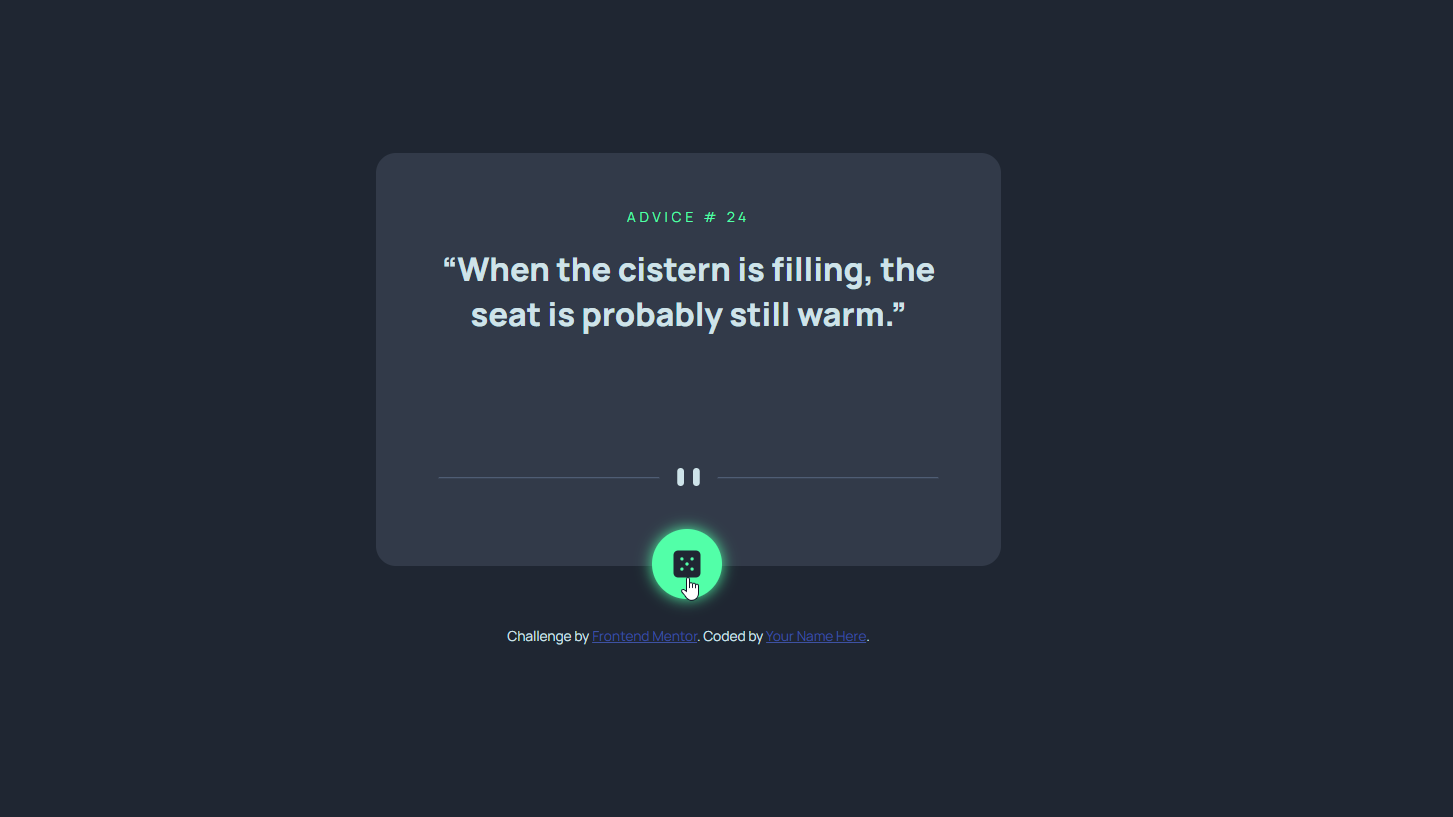 ADVICE # 24
“When the cistern is filling, the
seat is probably still warm.”
Challenge by Frontend Mentor. Coded by Your Name Here.